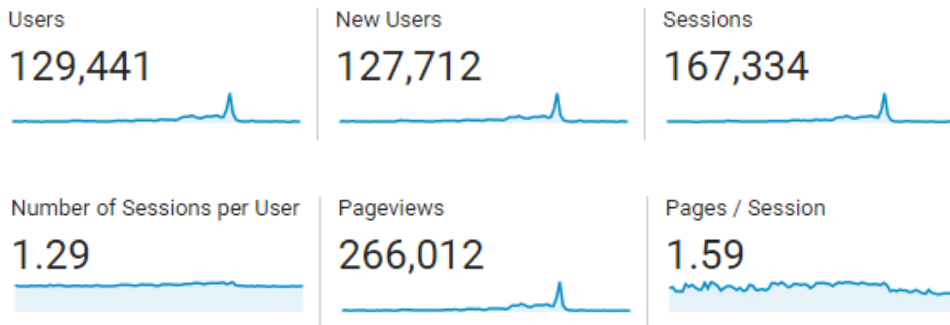 Users
New Users
Sessions
129,441
127,712
167,334
Number of Sessions per User
Pageviews
Pages / Session
1.29
266,012
1.59